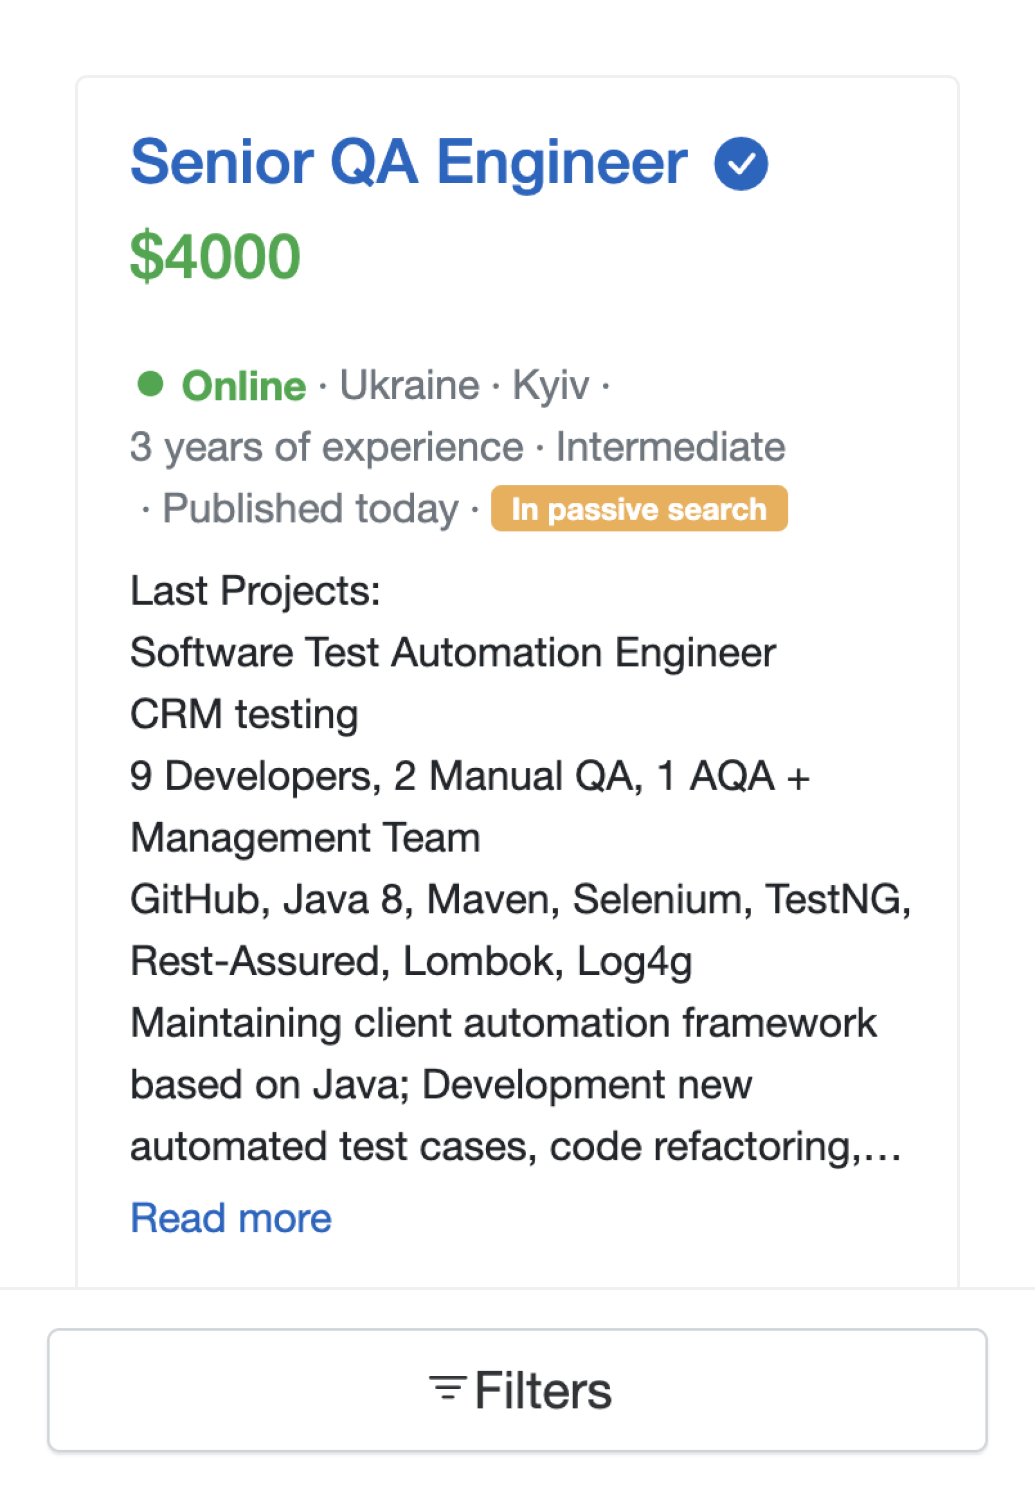 Senior QA Engineer
$4000
Online · Ukraine · Kyiv ·
3 years of experience · Intermediate
· Published today · In passive search
Last Projects:
Software Test Automation Engineer
CRM testing
9 Developers, 2 Manual QA, 1 AQA +
Management Team
GitHub, Java 8, Maven, Selenium, TestNG,
Rest-Assured, Lombok, Log4g
Maintaining client automation framework
based on Java; Development new
automated test cases, code refactoring,...
Read more
Filters